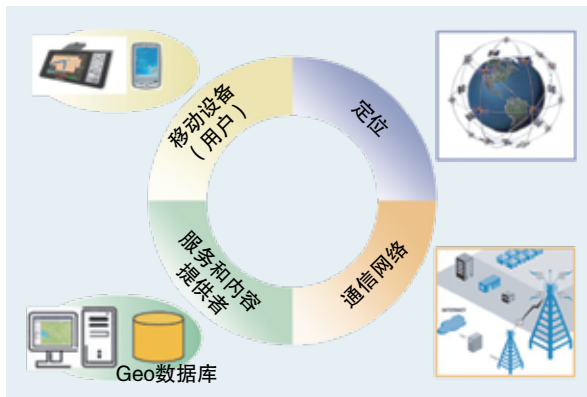 移动设备
(用户)
定位
服务和内容
提供者
通信网络
INTERNET
Geo数据库